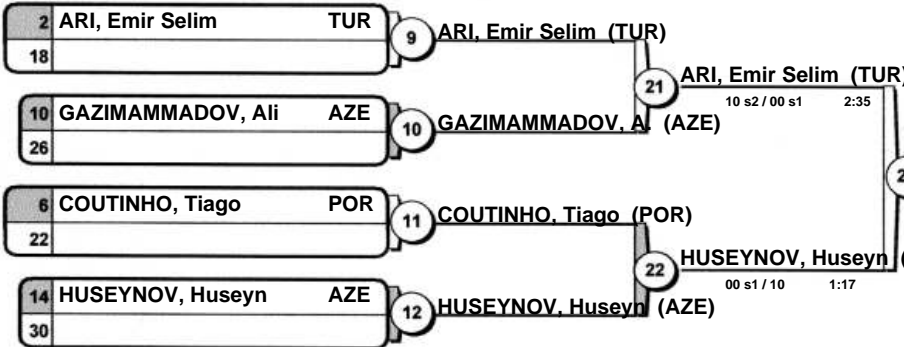 2 ARI, Emir Selim TUR
18
9
ARI, Emir Selim (TUR)
10 GAZIMAMMADOV, Ali AZE
26
10
GAZIMAMMADOV, A. (AZE)
21
ARI, Emir Selim (TUR)
10 s2 / 00 s1 2:35
6 COUTINHO, Tiago POR
22
11
COUTINHO, Tiago (POR)
14 HUSEYNOV, Huseyn AZE
30
12
HUSEYNOV, Huseyn (AZE)
22
HUSEYNOV, Huseyn (
00 s1 / 10 1:17
2